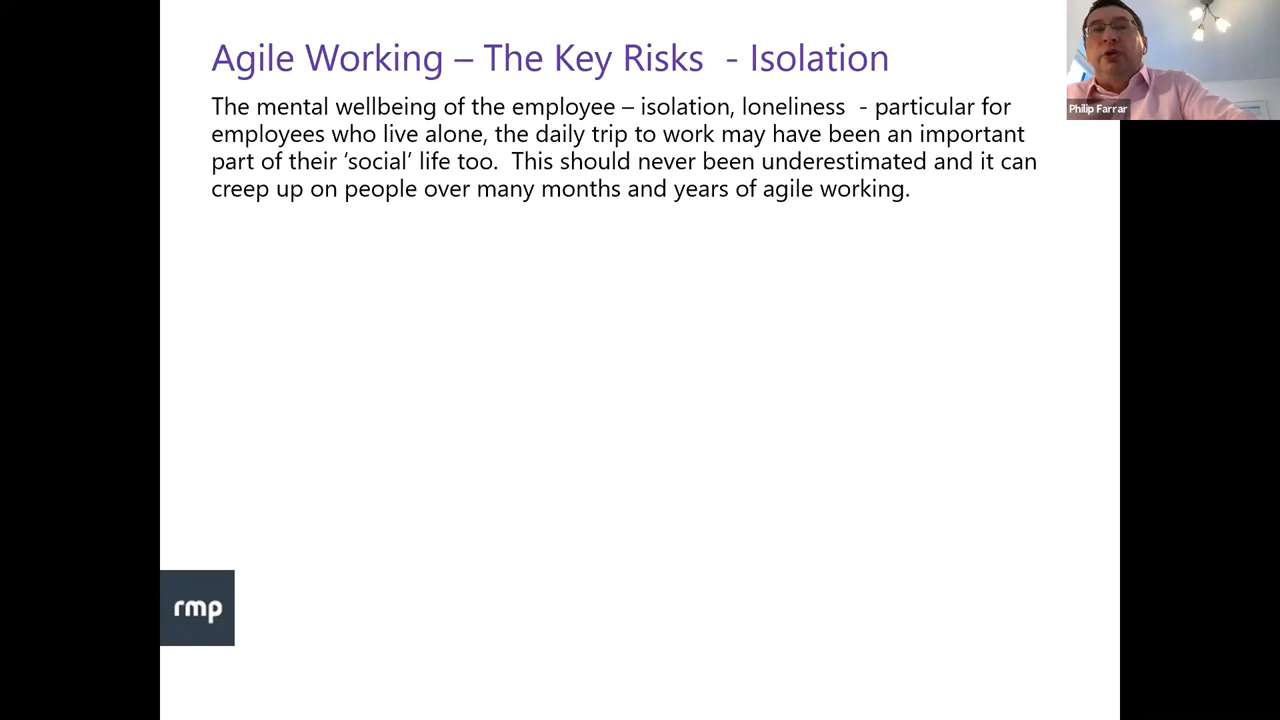 Agile Working – The Key Risks  - Isolation
The mental wellbeing of the employee – isolation, loneliness  - particular for
employees who live alone, the daily trip to work may have been an important
part of their ‘social’ life too.  This should never been underestimated and it can
creep up on people over many months and years of agile working.
Philip Farrar
rmp